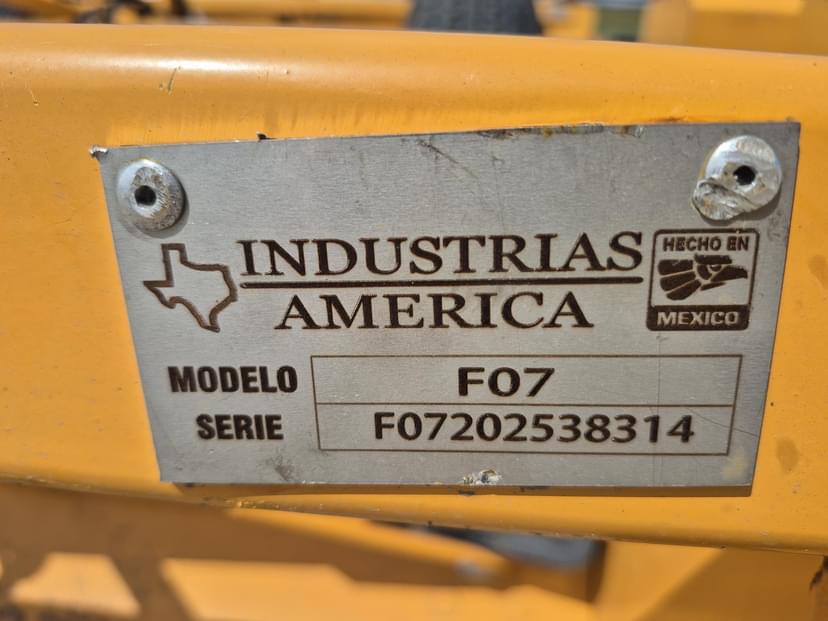 INDUSTRIAS
AMERICA
HECHO EN
MEXICO
MODELO F07
SERIE F07202538314